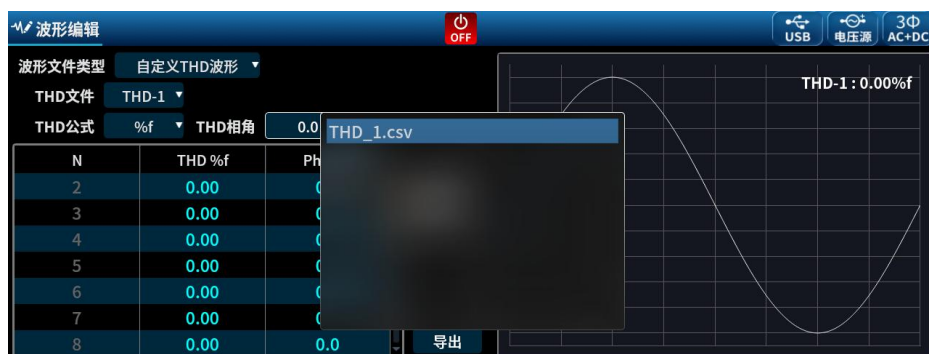 波形编辑
OFF
USB
电压源
3Φ
AC+DC
波形文件类型 自定义THD波形
THD文件 THD-1
THD公式 %f THD相角 0.0
THD-1 : 0.00%f
THD_1.csv
N THD %f Ph
2 0.00
3 0.00
4 0.00
5 0.00
6 0.00
7 0.00
8 0.00 0.0
导出